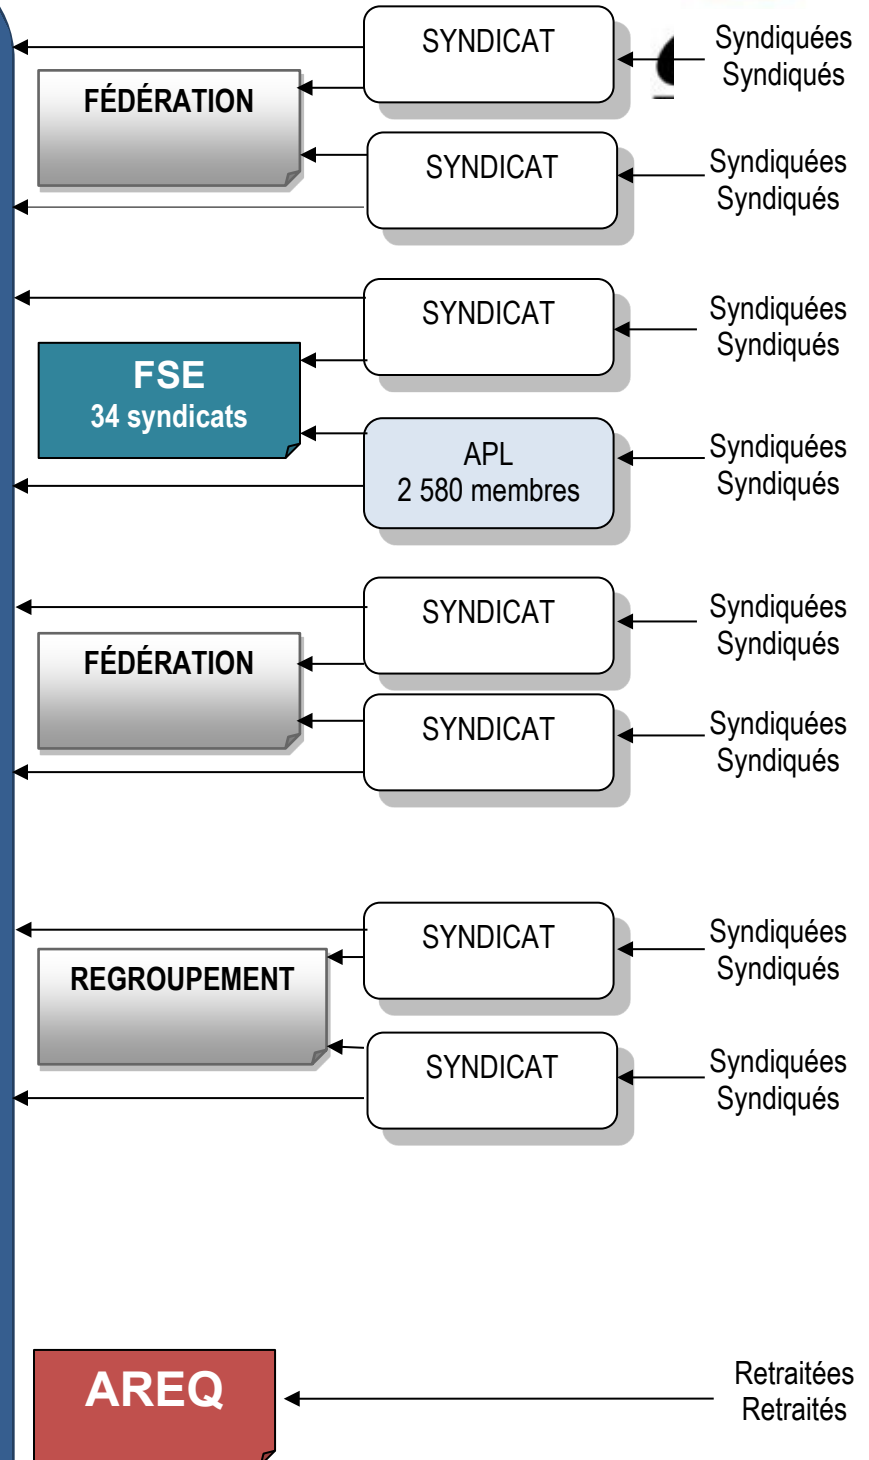 SYNDICAT
Syndiquées
Syndiqués
FÉDÉRATION
SYNDICAT
Syndiquées
Syndiqués
SYNDICAT
Syndiquées
Syndiqués
FSE
34 syndicats
APL
2 580 membres
Syndiquées
Syndiqués
SYNDICAT
Syndiquées
Syndiqués
FÉDÉRATION
SYNDICAT
Syndiquées
Syndiqués
SYNDICAT
Syndiquées
Syndiqués
REGROUPEMENT
SYNDICAT
Syndiquées
Syndiqués
AREQ
Retraitées
Retraités